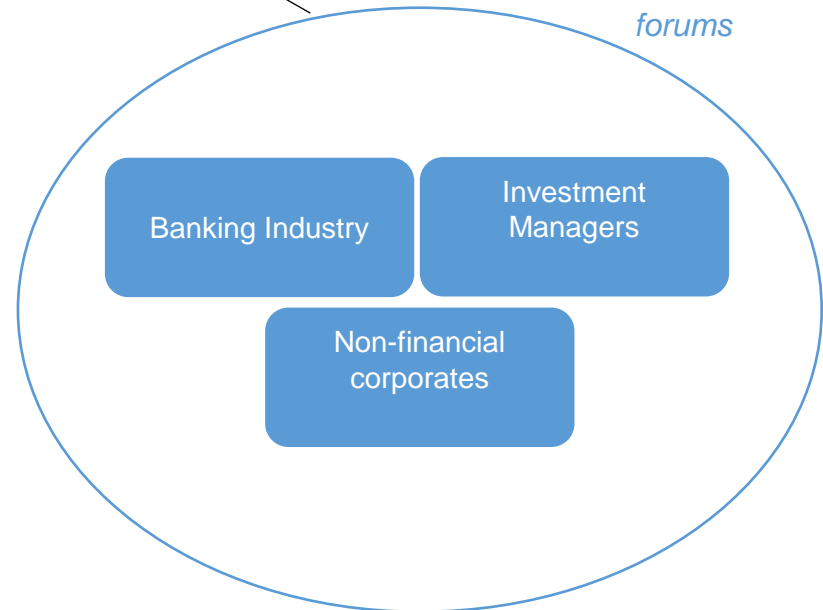 forums
Banking Industry
Investment
Managers
Non-financial
corporates